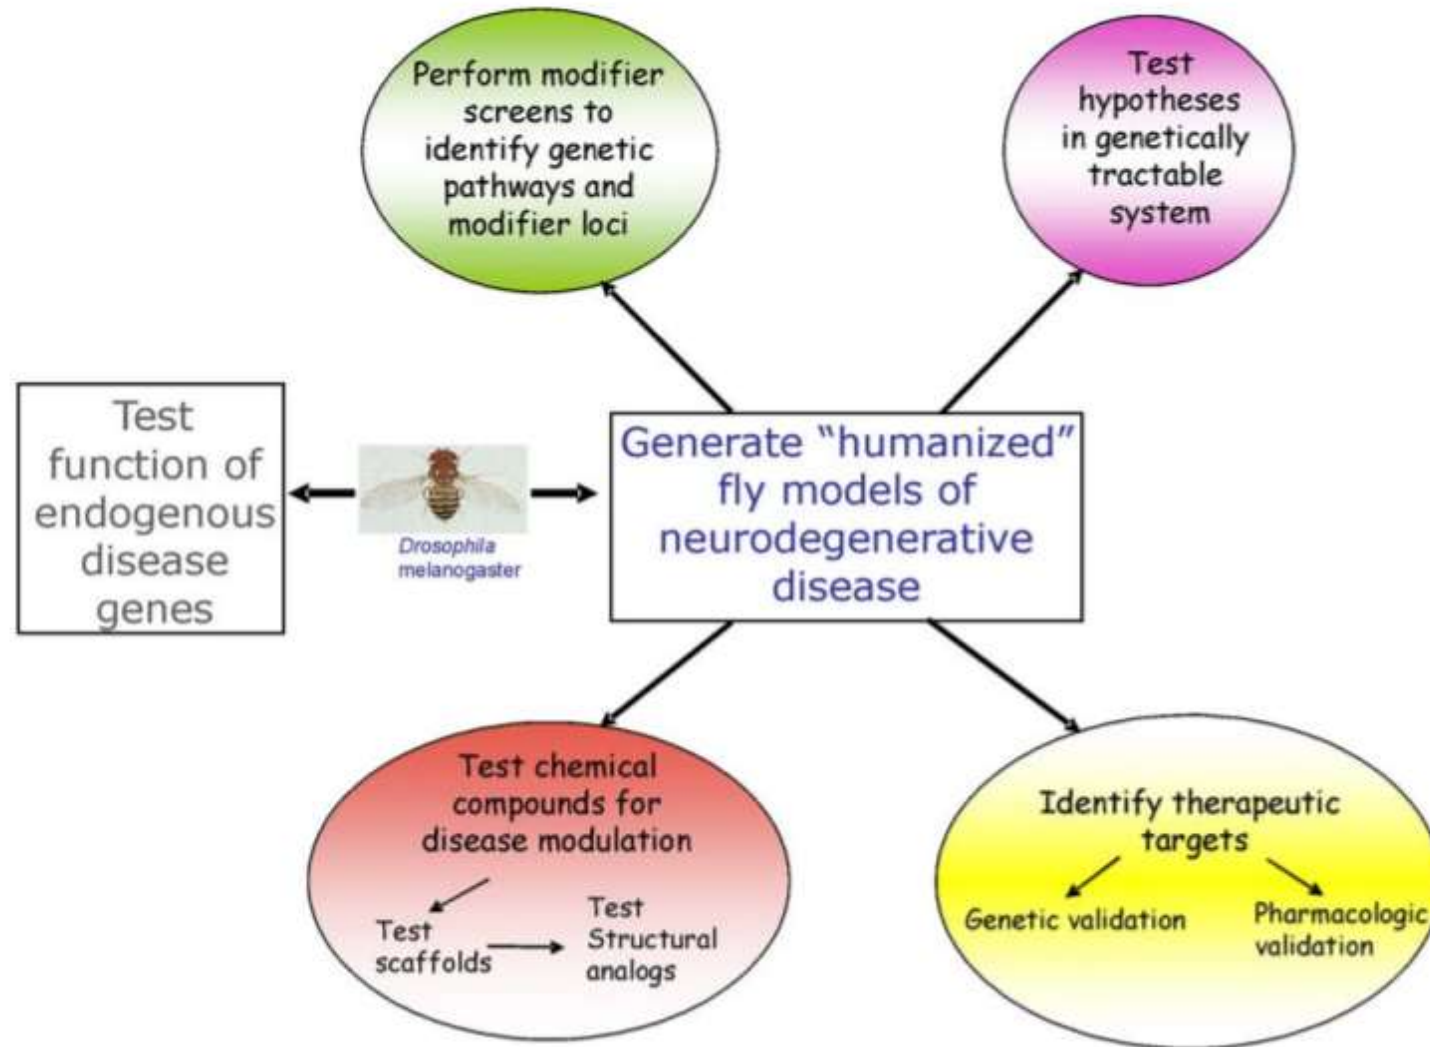 Perform modifier
screens to
identify genetic
pathways and
modifier loci
Test
hypotheses
in genetically
tractable
system
Test
function of
endogenous
disease
genes
Drosophila
melanogaster
Generate “humanized”
fly models of
neurodegenerative
disease
Test chemical
compounds for
disease modulation
Test
scaffolds
Test
Structural
analogs
Identify therapeutic
targets
Genetic validation
Pharmacologic
validation